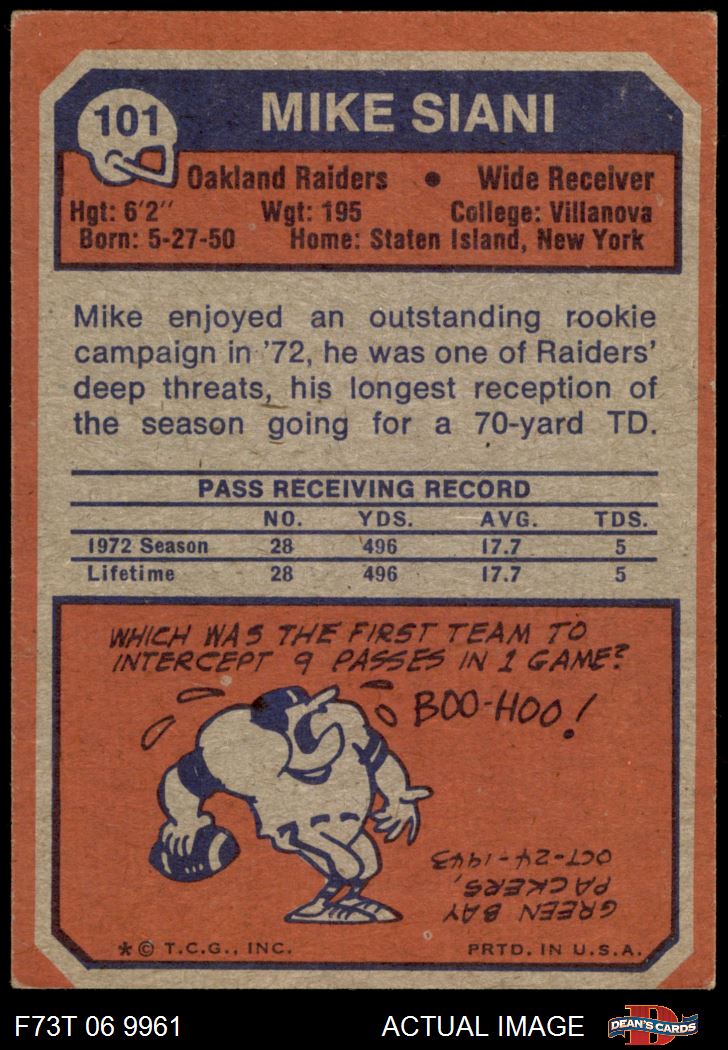 101
MIKE SIANI
Oakland Raiders • Wide Receiver
Hgt: 6'2" Wgt: 195 College: Villanova
Born: 5-27-50 Home: Staten Island, New York
Mike enjoyed an outstanding rookie
campaign in '72, he was one of Raiders'
deep threats, his longest reception of
the season going for a 70-yard TD.
PASS RECEIVING RECORD
NO. YDS. AVG. TDS.
1972 Season 28 496 17.7 5
Lifetime 28 496 17.7 5
WHICH WAS THE FIRST TEAM TO
INTERCEPT 9 PASSES IN 1 GAME?
BOO-HOO!
GREEN BAY
PACKERS,
OCT-24-1943
* © T.C.G., INC. PRTD. IN U.S.A.
F73T 06 9961 ACTUAL IMAGE
D
DEAN'S CARDS